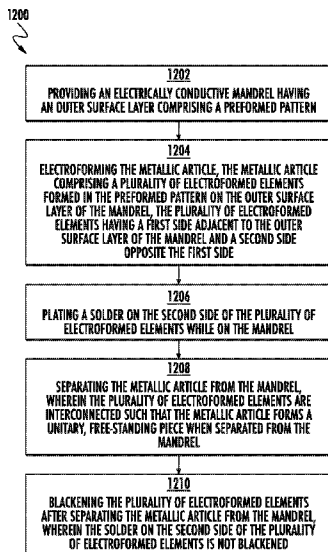 1200
1202
PROVIDING AN ELECTRICALLY CONDUCTIVE MANDREL HAVING
AN OUTER SURFACE LAYER COMPRISING A PREFORMED PATTERN
1204
ELECTROFORMING THE METALLIC ARTICLE, THE METALLIC ARTICLE
COMPRISING A PLURALITY OF ELECTROFORMED ELEMENTS
FORMED IN THE PREFORMED PATTERN ON THE OUTER SURFACE
LAYER OF THE MANDREL, THE PLURALITY OF ELECTROFORMED
ELEMENTS HAVING A FIRST SIDE ADJACENT TO THE OUTER
SURFACE LAYER OF THE MANDREL AND A SECOND SIDE
OPPOSITE THE FIRST SIDE
1206
PLATING A SOLDER ON THE SECOND SIDE OF THE PLURALITY OF
ELECTROFORMED ELEMENTS WHILE ON THE MANDREL
1208
SEPARATING THE METALLIC ARTICLE FROM THE MANDREL,
WHEREIN THE PLURALITY OF ELECTROFORMED ELEMENTS ARE
INTERCONNECTED SUCH THAT THE METALLIC ARTICLE FORMS A
UNITARY, FREE-STANDING PIECE WHEN SEPARATED FROM THE
MANDREL
1210
BLACKENING THE PLURALITY OF ELECTROFORMED ELEMENTS
AFTER SEPARATING THE METALLIC ARTICLE FROM THE MANDREL,
WHEREIN THE SOLDER ON THE SECOND SIDE OF THE PLURALITY
OF ELECTROFORMED ELEMENTS IS NOT BLACKENED